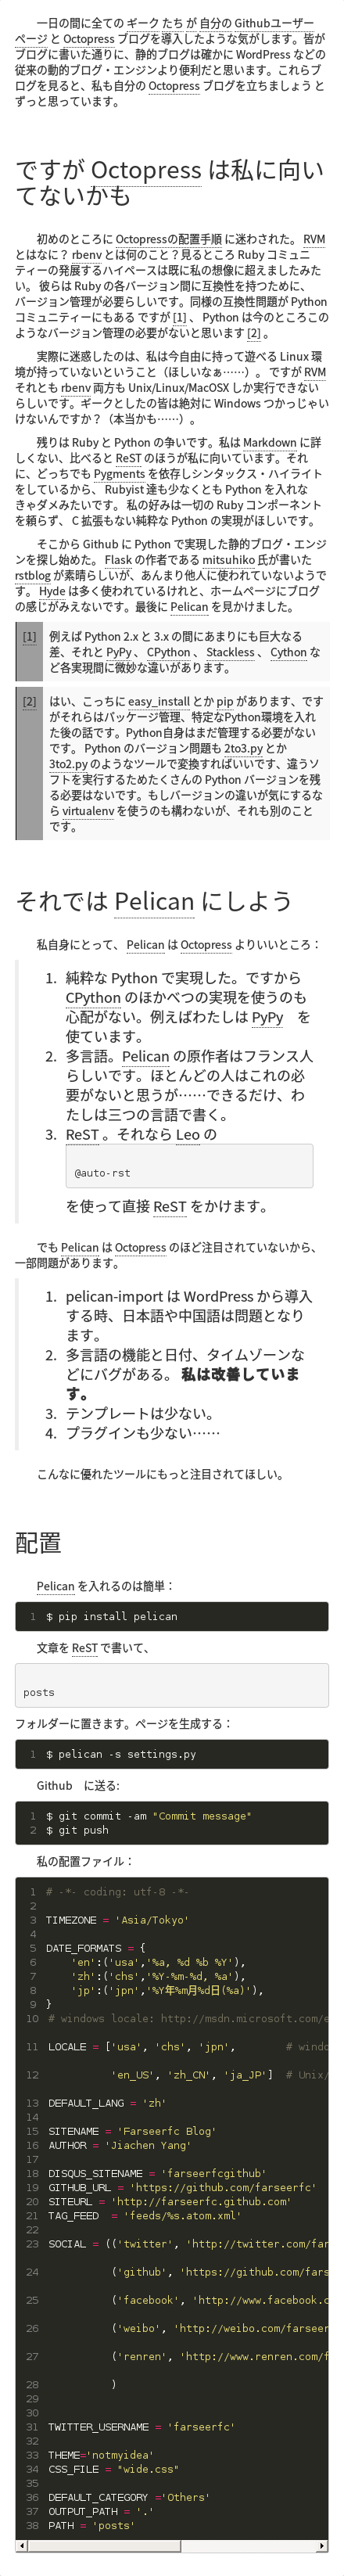 一日の間に全ての ギーク たち が 自分の Githubユーザー
ページ と Octopress ブログを導入したような気がします。皆が
ブログに書いた通りに、静的ブログは確かに WordPress などの
従来の動的ブログ・エンジンより便利だと思います。これらブ
ログを見ると、私も自分の Octopress ブログを立ちましょう と
ずっと思っています。
ですが Octopress は私に向い
てないかも
初めのところに Octopressの配置手順 に迷わされた。 RVM
とはなに？ rbenv とは何のこと？見るところ Ruby コミュニ
ティーの発展するハイペースは既に私の想像に超えましたみた
い。 彼らは Ruby の各バージョン間に互換性を持つために、
バージョン管理が必要らしいです。同様の互換性問題が Python
コミュニティーにもある ですが [1] 、 Python は今のところこの
ようなバージョン管理の必要がないと思います [2] 。
実際に迷惑したのは、私は今自由に持って遊べる Linux 環
境が持っていないということ（ほしいなぁ……）。 ですが RVM
それとも rbenv 両方も Unix/Linux/MacOSX しか実行できない
らしいです。ギークとしたの皆は絶対に Windows つかっじゃい
けないんですか？（本当かも……）。
残りは Ruby と Python の争いです。私は Markdown に詳
しくない、比べると ReST のほうが私に向いています。それ
に、どっちでも Pygments を依存しシンタックス・ハイライト
をしているから、 Rubyist 達も少なくとも Python を入れな
きゃダメみたいです。 私の好みは一切の Ruby コンポーネント
を頼らず、 C 拡張もない純粋な Python の実現がほしいです。
そこから Github に Python で実現した静的ブログ・エンジ
ンを探し始めた。 Flask の作者である mitsuhiko 氏が書いた
rstblog が素晴らしいが、あんまり他人に使われていないようで
す。 Hyde は多く使われているけれと、ホームページにブログ
の感じがみえないです。最後に Pelican を見かけました。
[1] 例えば Python 2.x と 3.x の間にあまりにも巨大なる
差、それと PyPy 、 CPython 、 Stackless 、 Cython な
ど各実現間に微妙な違いがあります。
[2] はい、こっちに easy_install とか pip があります、です
がそれらはパッケージ管理、特定なPython環境を入れ
た後の話です。Python自身はまだ管理する必要がない
です。 Python のバージョン問題も 2to3.py とか
3to2.py のようなツールで変換すればいいです、違うソ
フトを実行するためたくさんの Python バージョンを残
る必要はないです。もしバージョンの違いが気にするな
ら virtualenv を使うのも構わないが、それも別のこと
です。
それでは Pelican にしよう
私自身にとって、 Pelican は Octopress よりいいところ：
1. 純粋な Python で実現した。ですから
CPython のほかべつの実現を使うのも
心配がない。例えばわたしは PyPy を
使ています。
2. 多言語。Pelican の原作者はフランス人
らしいです。ほとんどの人はこれの必
要がないと思うが……できるだけ、わ
たしは三つの言語で書く。
3. ReST 。それなら Leo の
@auto-rst
を使って直接 ReST をかけます。
でも Pelican は Octopress のほど注目されていないから、
一部問題があります。
1. pelican-import は WordPress から導入
する時、日本語や中国語は問題となり
ます。
2. 多言語の機能と日付、タイムゾーンな
どにバグがある。 私は改善していま
す。
3. テンプレートは少ない。
4. プラグインも少ない……
こんなに優れたツールにもっと注目されてほしい。
配置
Pelican を入れるのは簡単：
1 $ pip install pelican
文章を ReST で書いて、
posts
フォルダーに置きます。ページを生成する：
1 $ pelican -s settings.py
Github に送る:
1 $ git commit -am "Commit message"
2 $ git push
私の配置ファイル：
1 # -*- coding: utf-8 -*-
2
3 TIMEZONE = 'Asia/Tokyo'
4
5 DATE_FORMATS = {
6 'en':('usa','%a, %d %b %Y'),
7 'zh':('chs','%Y-%m-%d, %a'),
8 'jp':('jpn','%Y年%m月%d日(%a)'),
9 }
10 # windows locale: http://msdn.microsoft.com/e
11 LOCALE = ['usa', 'chs', 'jpn', # windo
12 'en_US', 'zh_CN', 'ja_JP'] # Unix/
13 DEFAULT_LANG = 'zh'
14
15 SITENAME = 'Farseerfc Blog'
16 AUTHOR = 'Jiachen Yang'
17
18 DISQUS_SITENAME = 'farseerfcgithub'
19 GITHUB_URL = 'https://github.com/farseerfc'
20 SITEURL = 'http://farseerfc.github.com'
21 TAG_FEED = 'feeds/%s.atom.xml'
22
23 SOCIAL = (('twitter', 'http://twitter.com/far
24 ('github', 'https://github.com/fars
25 ('facebook', 'http://www.facebook.c
26 ('weibo', 'http://weibo.com/farseer
27 ('renren', 'http://www.renren.com/f
28 )
29
30
31 TWITTER_USERNAME = 'farseerfc'
32
33 THEME='notmyidea'
34 CSS_FILE = "wide.css"
35
36 DEFAULT_CATEGORY ='Others'
37 OUTPUT_PATH = '.'
38 PATH = 'posts'